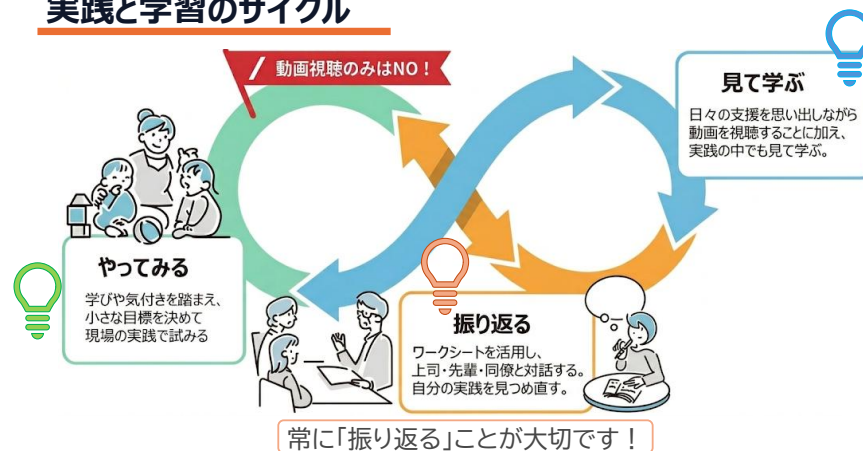 実践と学習のサイクル
動画視聴のみはNO！
見て学ぶ
日々の支援を思い出しながら
動画を視聴することに加え、
実践の中でも見て学ぶ。
やってみる
学びや気付きを踏まえ、
小さな目標を決めて
現場の実践で試みる
振り返る
ワークシートを活用し、
上司・先輩・同僚と対話する。
自分の実践を見つめ直す。
常に「振り返る」ことが大切です！